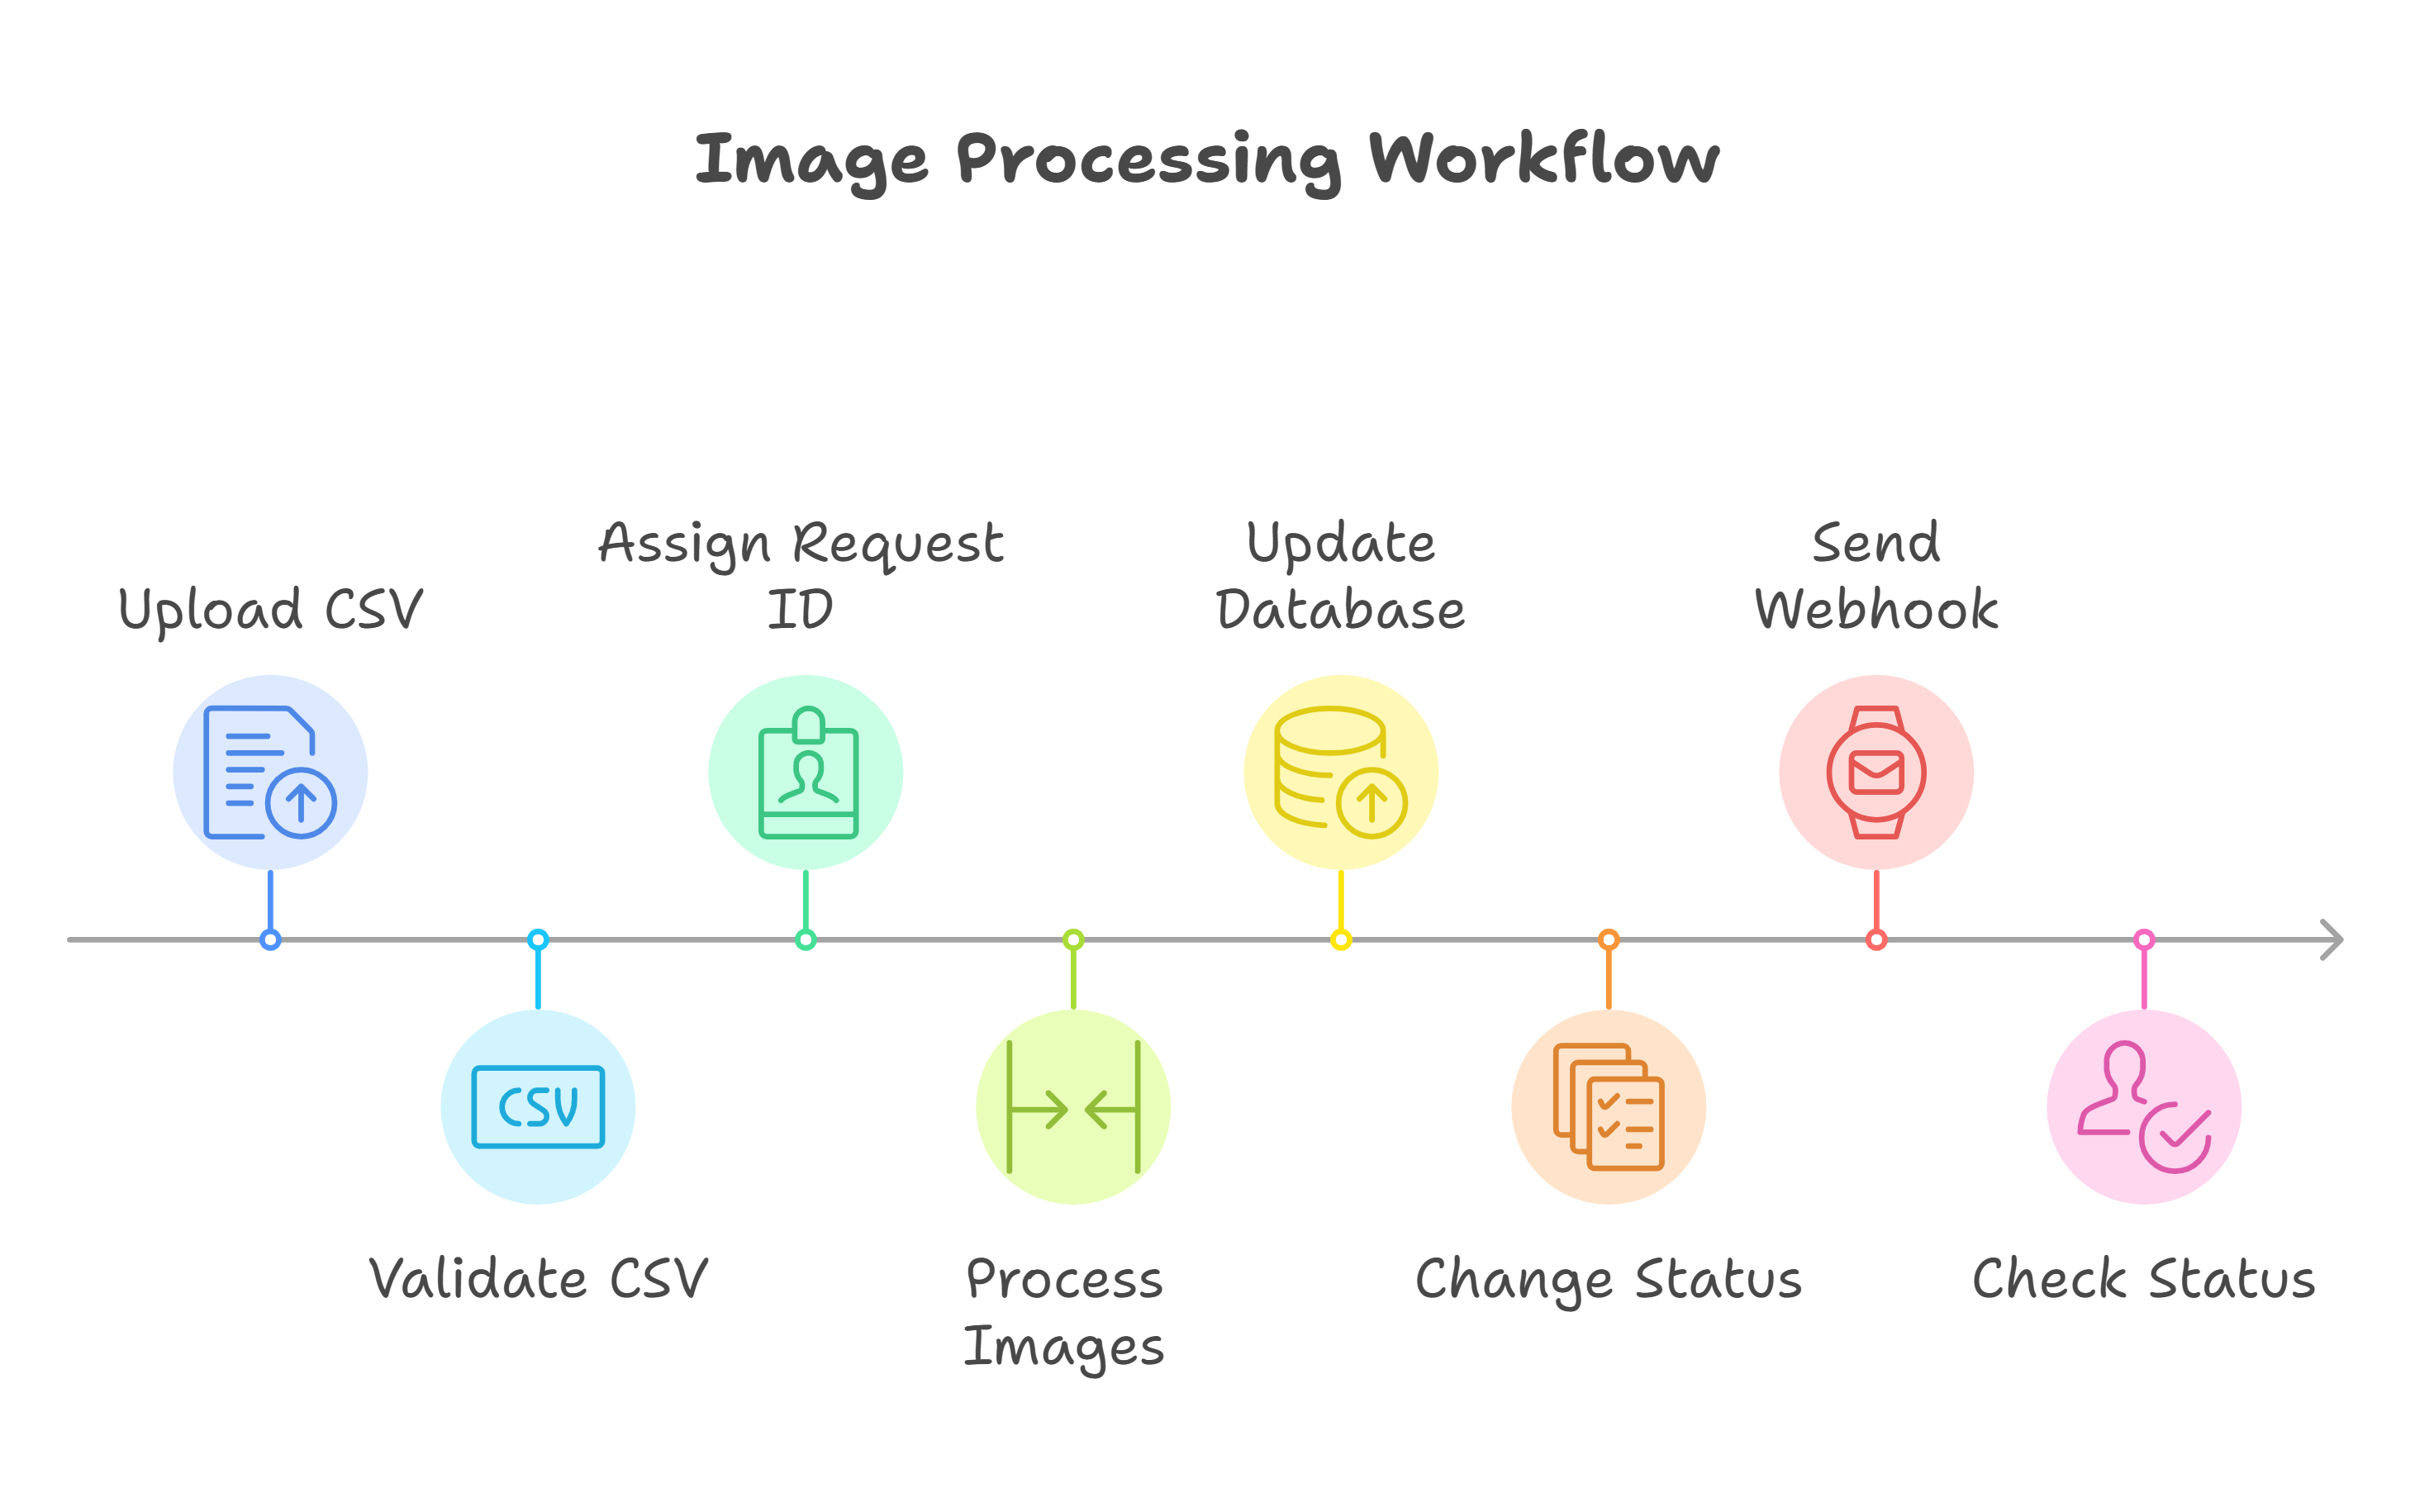 Image Processing Workflow
Upload CSV
Validate CSV
Assign Request
ID
Process
Images
Update
Database
Change Status
Send
Webhook
Check Status
CSV